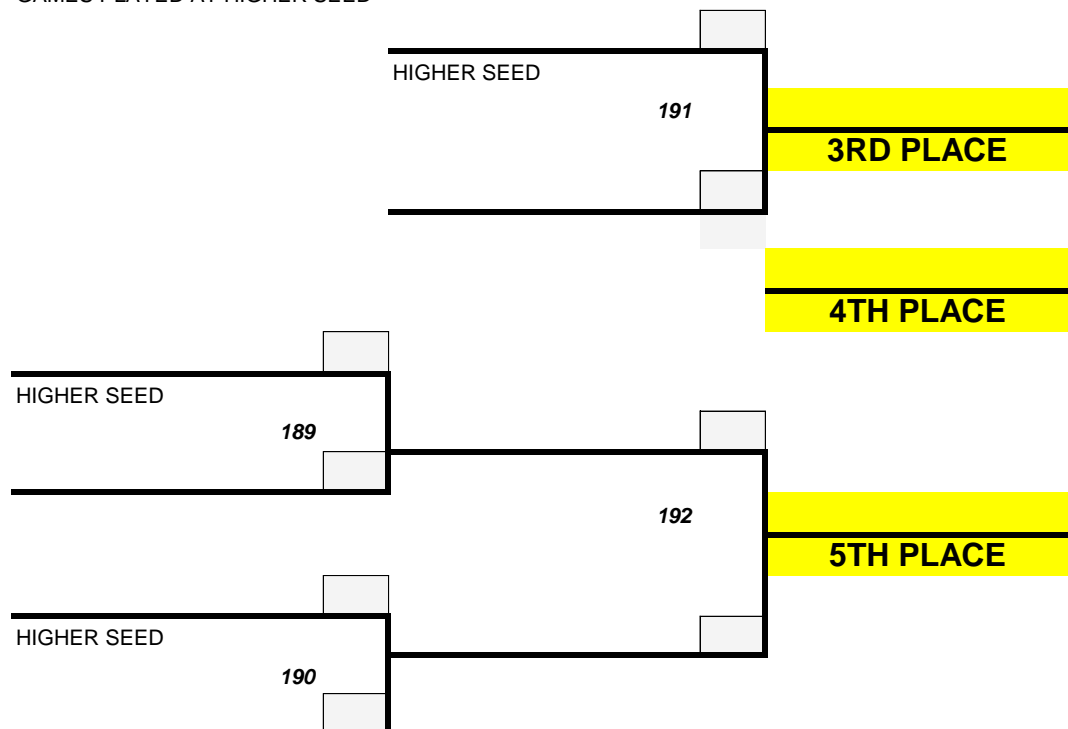 GAMES PLAYED AT HIGHER SEED
HIGHER SEED
191
3RD PLACE
4TH PLACE
HIGHER SEED
189
192
5TH PLACE
HIGHER SEED
190